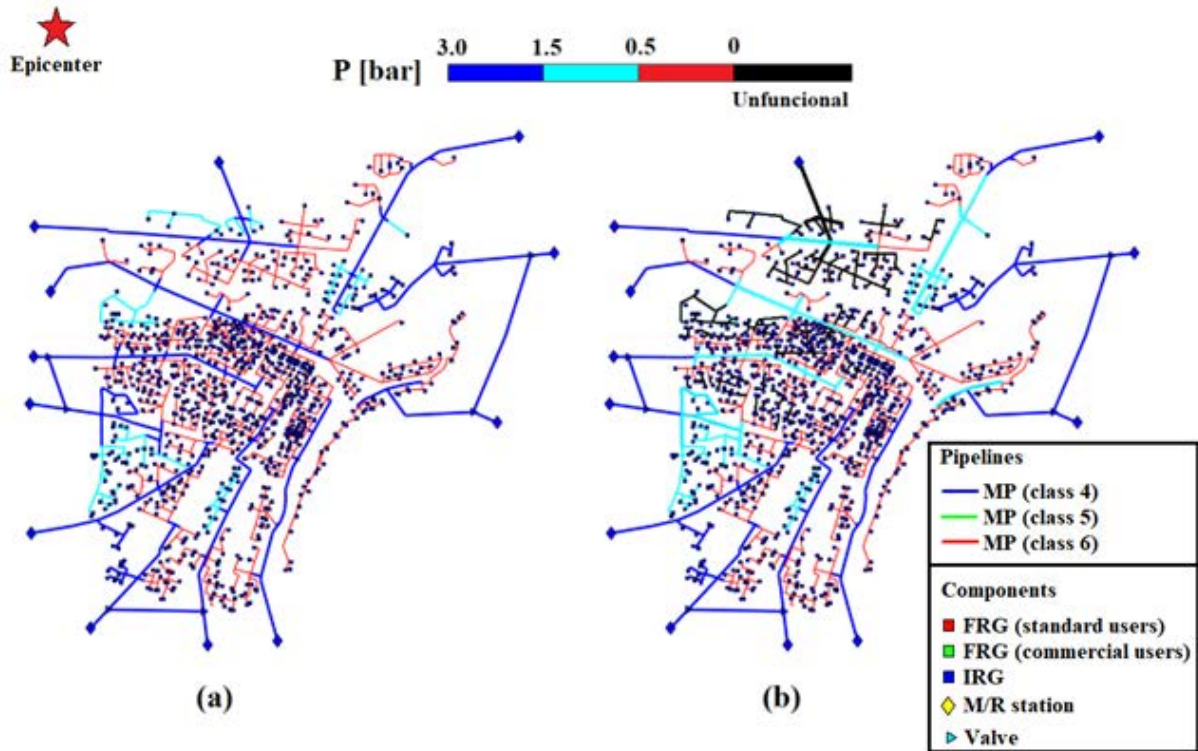 Epicenter
3.0 1.5 0.5 0
P [bar]
Unfuncional
Pipelines
MP (class 4)
MP (class 5)
MP (class 6)
Components
FRG (standard users)
FRG (commercial users)
IRG
M/R station
Valve
(a) (b)